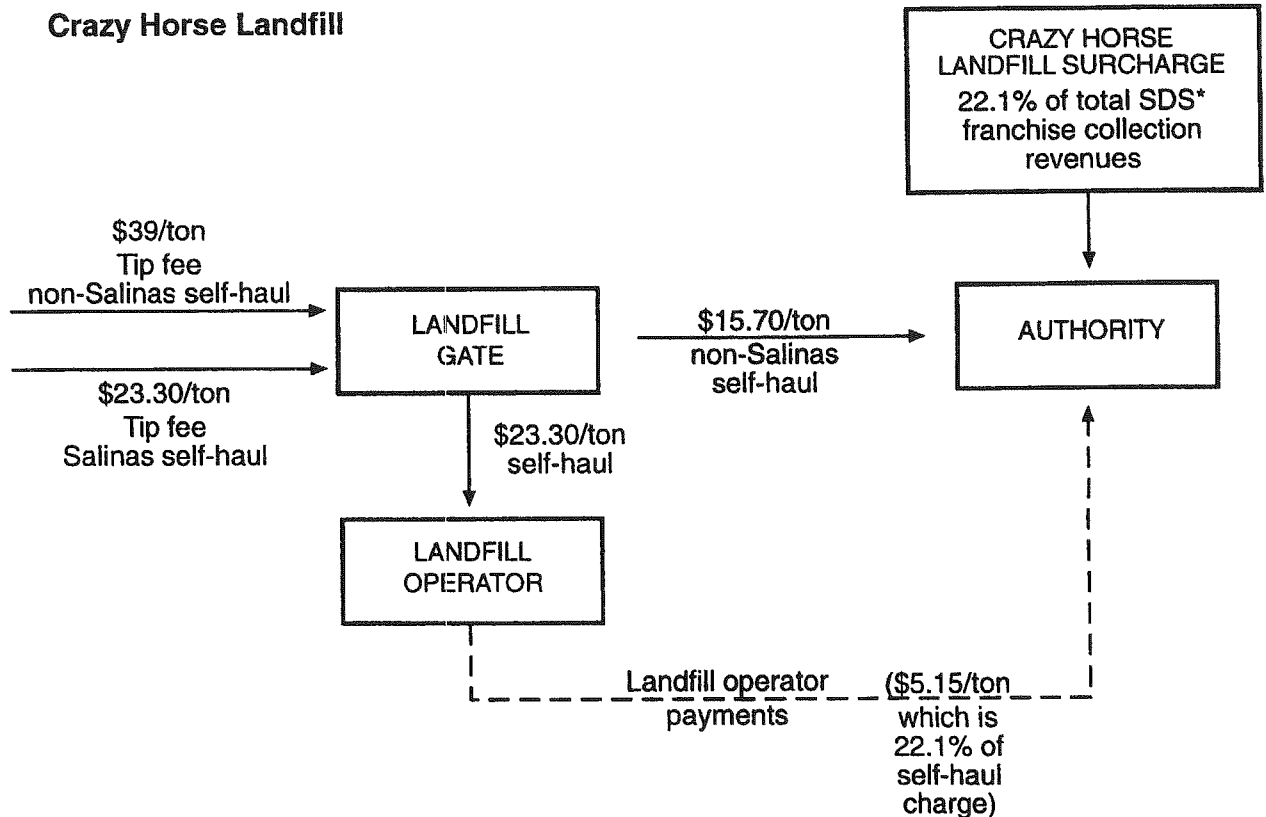 Crazy Horse Landfill
CRAZY HORSE
LANDFILL SURCHARGE
22.1% of total SDS*
franchise collection
revenues
$39/ton
Tip fee
non-Salinas self-haul
LANDFILL
GATE
$15.70/ton
non-Salinas
self-haul
AUTHORITY
$23.30/ton
Tip fee
Salinas self-haul
$23.30/ton
self-haul
LANDFILL
OPERATOR
Landfill operator
payments
($5.15/ton
which is
22.1% of
self-haul
charge)